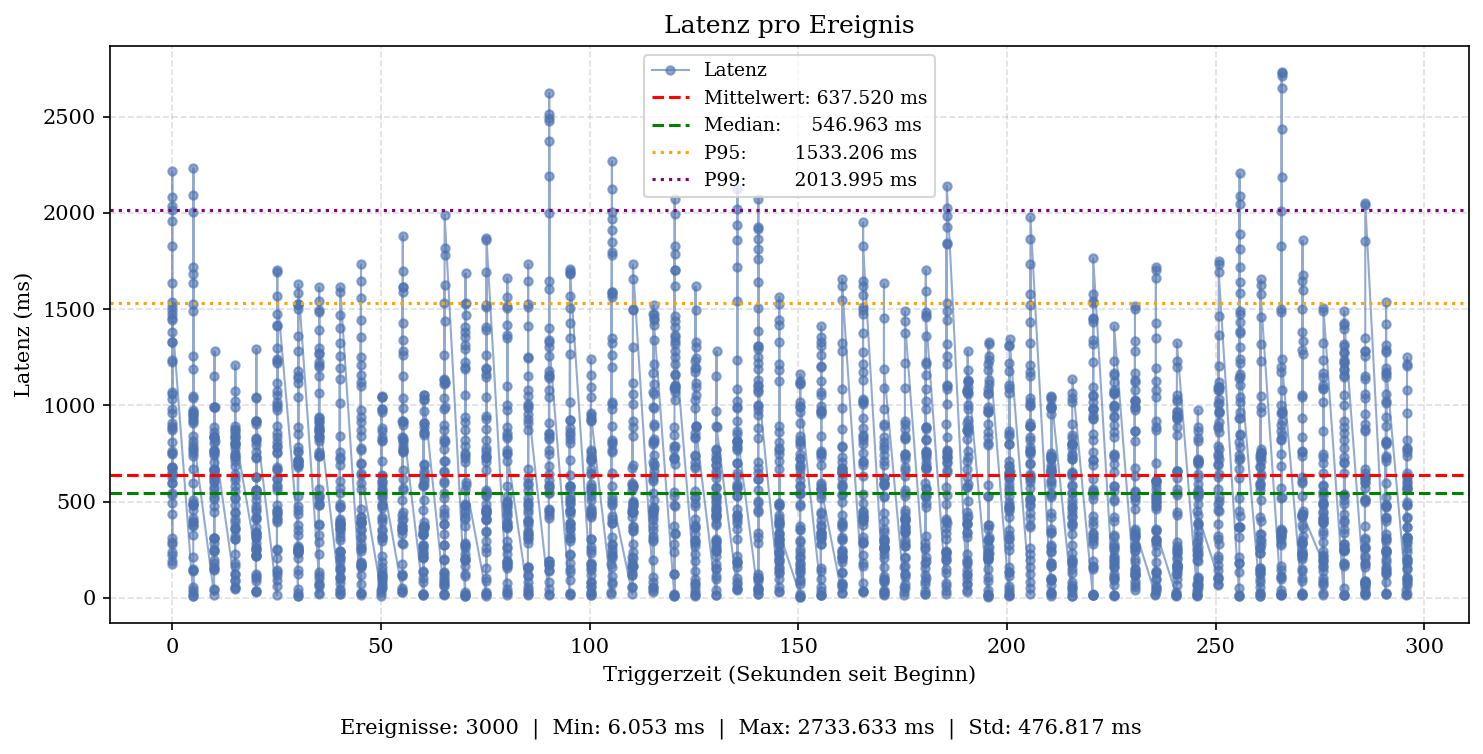 Latenz pro Ereignis
Latenz (ms)
2500
2000
1500
1000
500
0
Latenz
Mittelwert: 637.520 ms
Median: 546.963 ms
P95: 1533.206 ms
P99: 2013.995 ms
0 50 100 150 200 250 300
Triggerzeit (Sekunden seit Beginn)
Ereignisse: 3000 | Min: 6.053 ms | Max: 2733.633 ms | Std: 476.817 ms